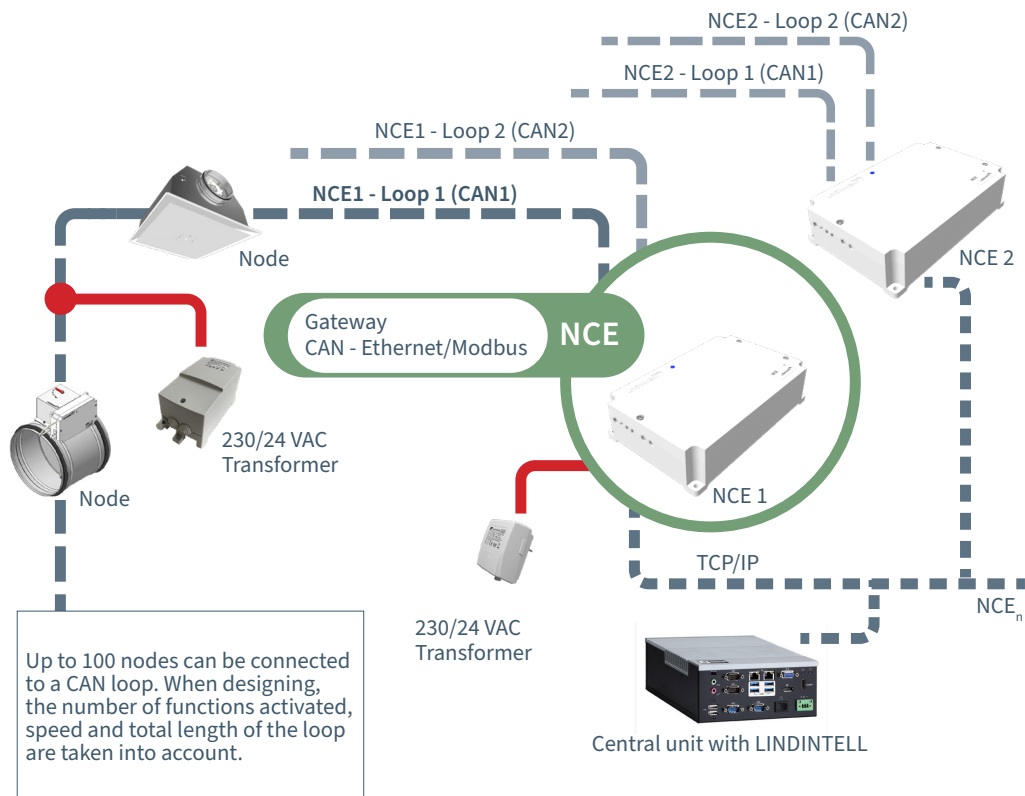 NCE2 - Loop 2 (CAN2)
NCE2 - Loop 1 (CAN1)
NCE1 - Loop 2 (CAN2)
NCE1 - Loop 1 (CAN1)
Node
NCE 2
Gateway
CAN - Ethernet/Modbus
NCE
230/24 VAC
Transformer
Node
NCE 1
TCP/IP
NCEn
230/24 VAC
Transformer
Up to 100 nodes can be connected
to a CAN loop. When designing,
the number of functions activated,
speed and total length of the loop
are taken into account.
Central unit with LINDINTELL